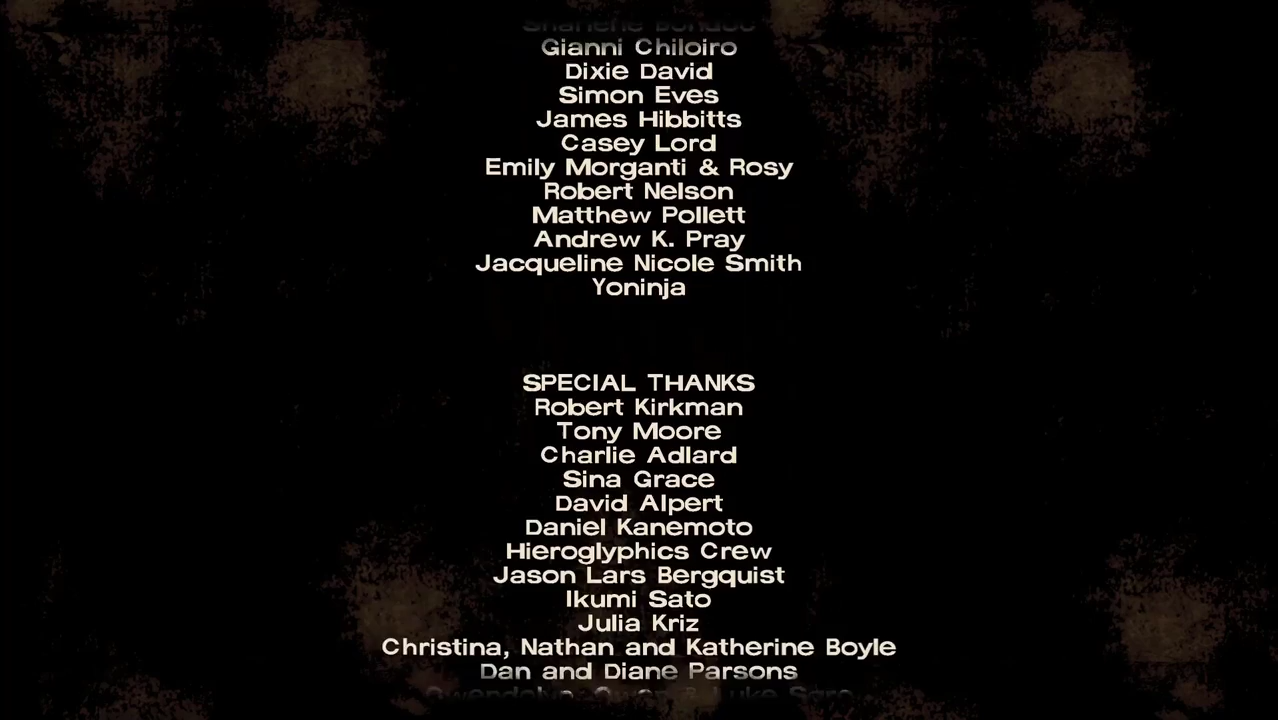 Gianni Chiloiro
Dixie David
Simon Eves
James Hibbitts
Casey Lord
Emily Morganti & Rosy
Robert Nelson
Matthew Pollett
Andrew K. Pray
Jacqueline Nicole Smith
Yoninja
SPECIAL THANKS
Robert Kirkman
Tony Moore
Charlie Adlard
Sina Grace
David Alpert
Daniel Kanemoto
Hieroglyphics Crew
Jason Lars Bergquist
Ikumi Sato
Julia Kriz
Christina, Nathan and Katherine Boyle
Dan and Diane Parsons